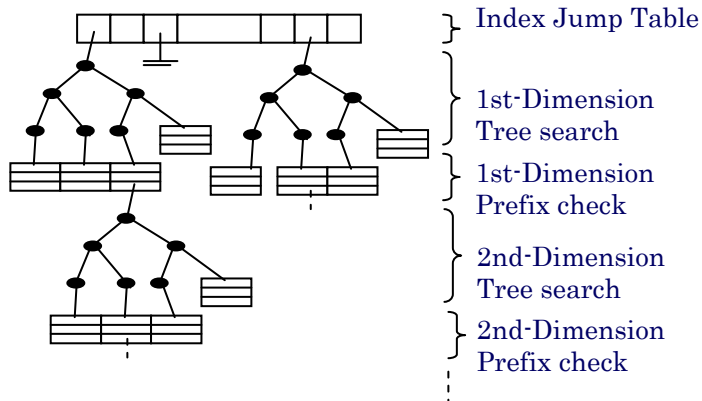 Index Jump Table
1st-Dimension
Tree search
1st-Dimension
Prefix check
2nd-Dimension
Tree search
2nd-Dimension
Prefix check